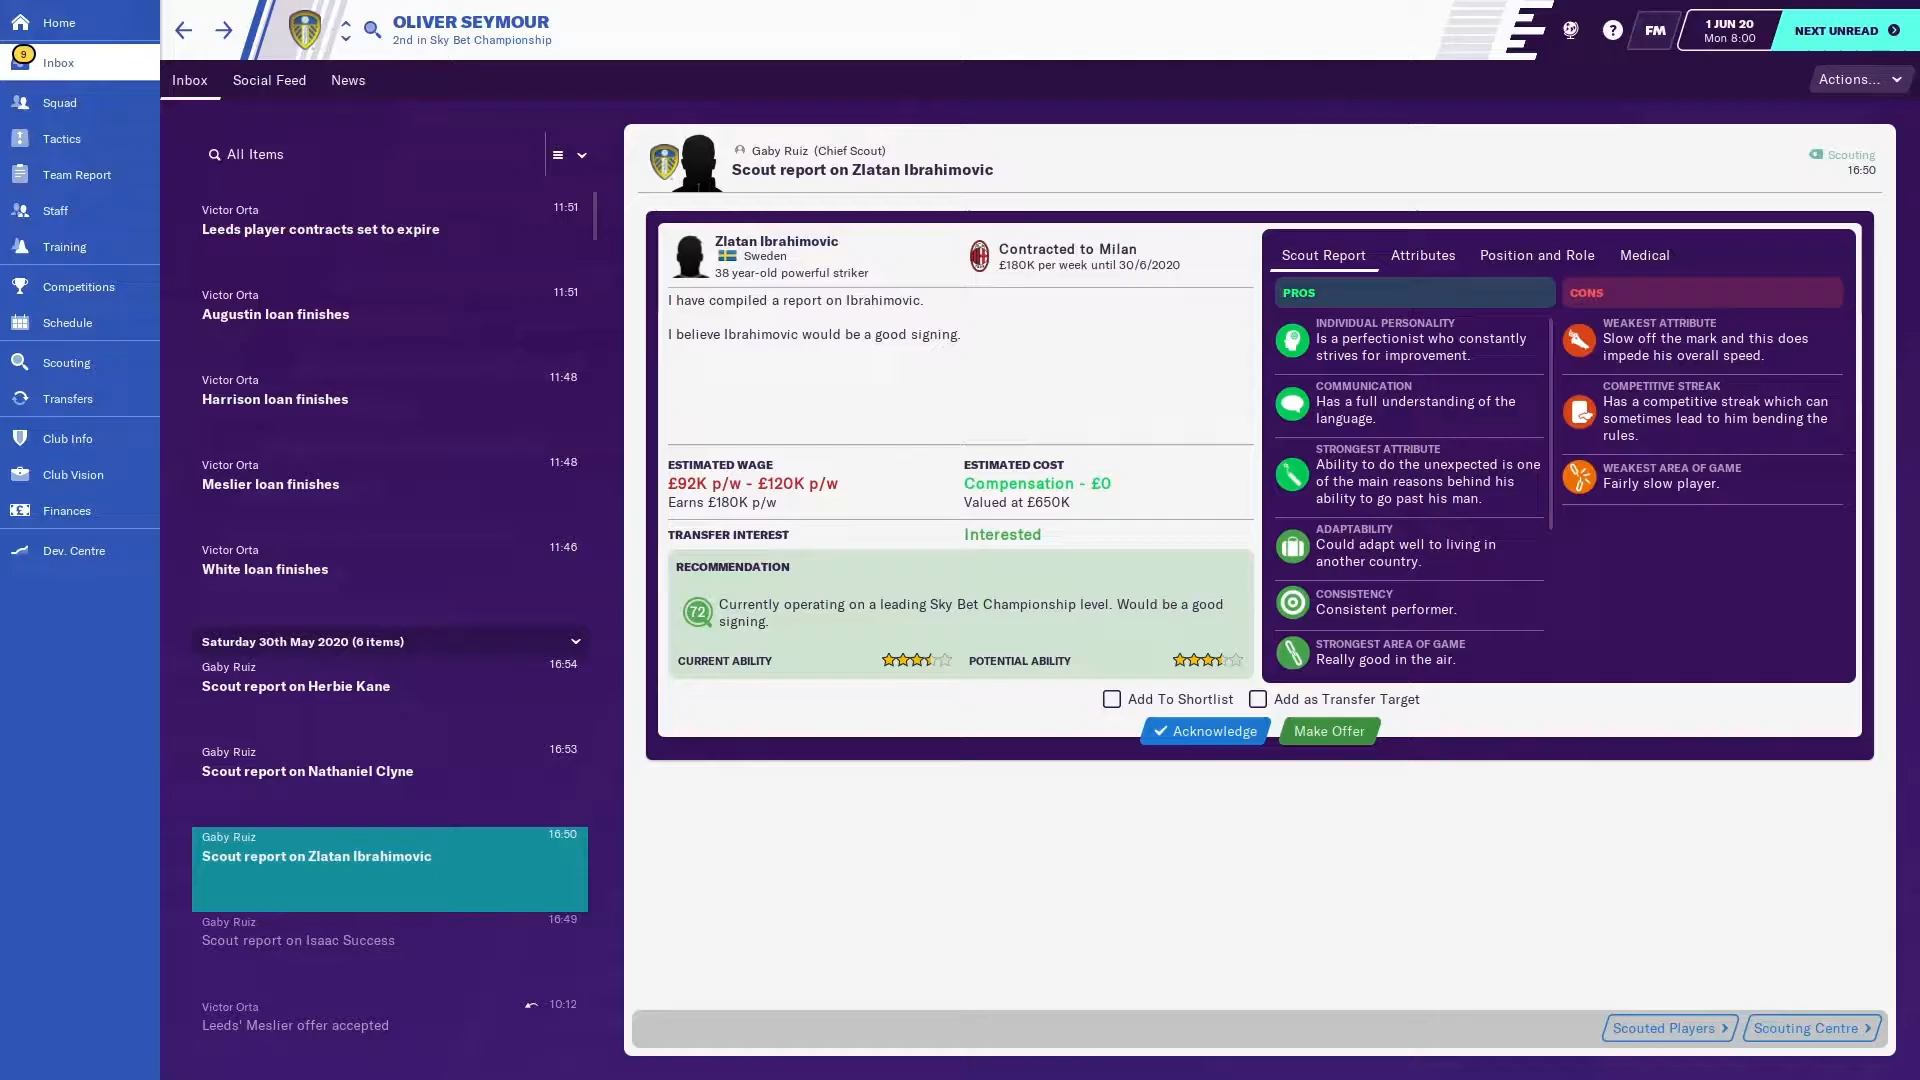 Home
9
Inbox
Squad
Tactics
Team Report
Staff
Training
Competitions
Schedule
Scouting
Transfers
Club Info
Club Vision
Finances
Dev. Centre
OLIVER SEYMOUR
2nd in Sky Bet Championship
?
FM
1 JUN 20
Mon 8:00
NEXT UNREAD
Inbox Social Feed News
Actions...
All Items
Victor Orta 11:51
Leeds player contracts set to expire
Victor Orta 11:51
Augustin loan finishes
Victor Orta 11:48
Harrison loan finishes
Victor Orta 11:48
Meslier loan finishes
Victor Orta 11:46
White loan finishes
Saturday 30th May 2020 (6 items)
Gaby Ruiz 16:54
Scout report on Herbie Kane
Gaby Ruiz 16:53
Scout report on Nathaniel Clyne
Gaby Ruiz 16:50
Scout report on Zlatan Ibrahimovic
Gaby Ruiz 16:49
Scout report on Isaac Success
Victor Orta 10:12
Leeds' Meslier offer accepted
Gaby Ruiz (Chief Scout)
Scout report on Zlatan Ibrahimovic
Scouting
16:50
Zlatan Ibrahimovic
Sweden
38 year-old powerful striker
Contracted to Milan
£180K per week until 30/6/2020
I have compiled a report on Ibrahimovic.
I believe Ibrahimovic would be a good signing.
ESTIMATED WAGE
£92K p/w - £120K p/w
Earns £180K p/w
ESTIMATED COST
Compensation - £0
Valued at £650K
TRANSFER INTEREST Interested
RECOMMENDATION
72
Currently operating on a leading Sky Bet Championship level. Would be a good
signing.
CURRENT ABILITY
POTENTIAL ABILITY
Scout Report Attributes Position and Role Medical
PROS
INDIVIDUAL PERSONALITY
Is a perfectionist who constantly
strives for improvement.
COMMUNICATION
Has a full understanding of the
language.
STRONGEST ATTRIBUTE
Ability to do the unexpected is one
of the main reasons behind his
ability to go past his man.
ADAPTABILITY
Could adapt well to living in
another country.
CONSISTENCY
Consistent performer.
STRONGEST AREA OF GAME
Really good in the air.
CONS
WEAKEST ATTRIBUTE
Slow off the mark and this does
impede his overall speed.
COMPETITIVE STREAK
Has a competitive streak which can
sometimes lead to him bending the
rules.
WEAKEST AREA OF GAME
Fairly slow player.
Add To Shortlist Add as Transfer Target
Acknowledge Make Offer
Scouted Players Scouting Centre